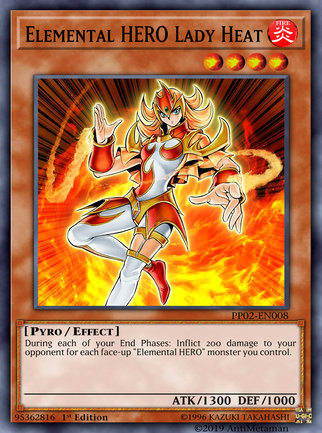 ELEMENTAL HERO LADY HEAT
FIRE
炎
PP02-EN008
[PYRO / EFFECT]
During each of your End Phases: Inflict 200 damage to your
opponent for each face-up "Elemental HERO" monster you control.
ATK/1300 DEF/1000
95362816 1st Edition
©1996 KAZUKI TAKAHASHI
©2019 AntiMetaman